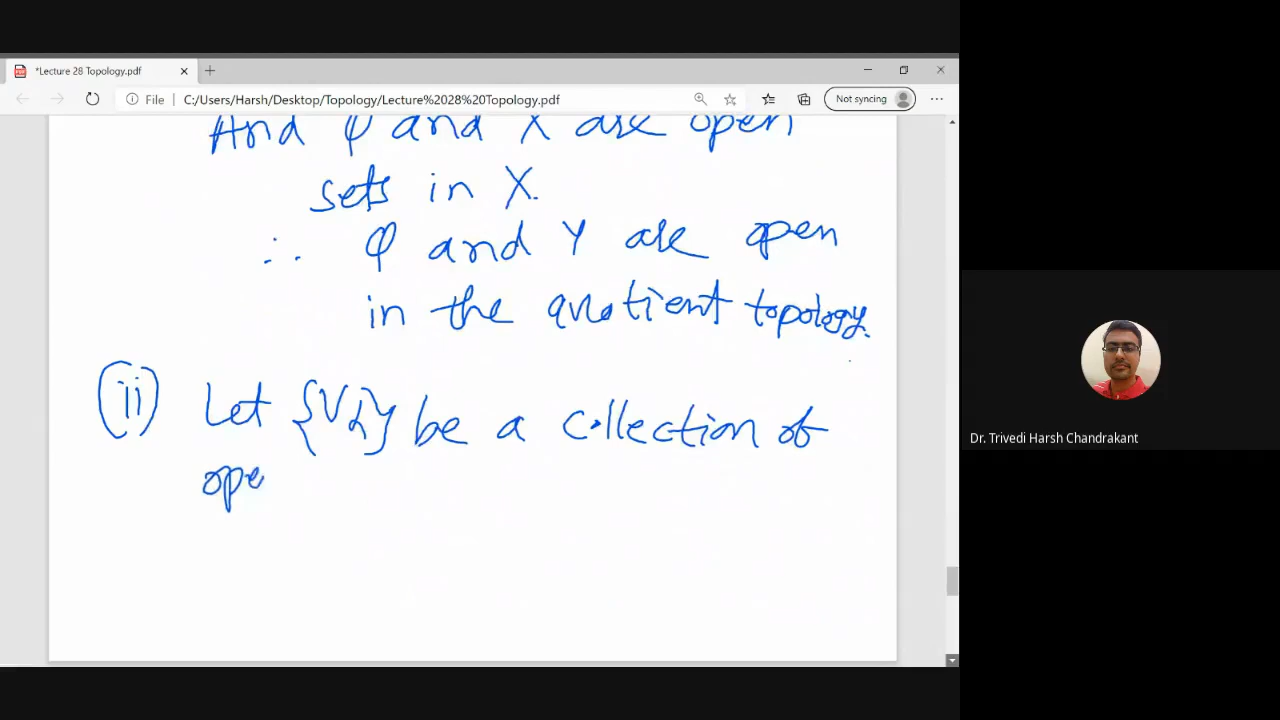 *Lecture 28 Topology.pdf
File
C:/Users/Harsh/Desktop/Topology/Lecture%2028%20Topology.pdf
Not syncing
And φ and X are open
sets in X.
∴ φ and Y are open
in the quotient topology.
(ii) Let {Vα} be a collection of
ope
Dr. Trivedi Harsh Chandrakant